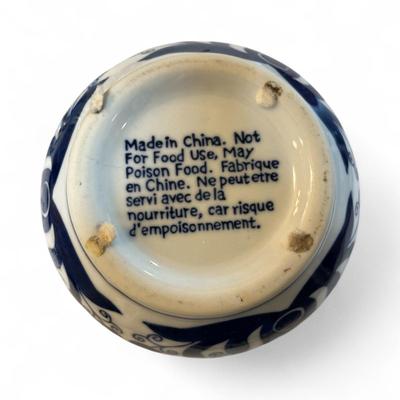 Made in China. Not
For Food Use, May
Poison Food. Fabrique
en Chine. Ne peut etre
servi avec de la
nourriture, car risque
d'empoisonnement.